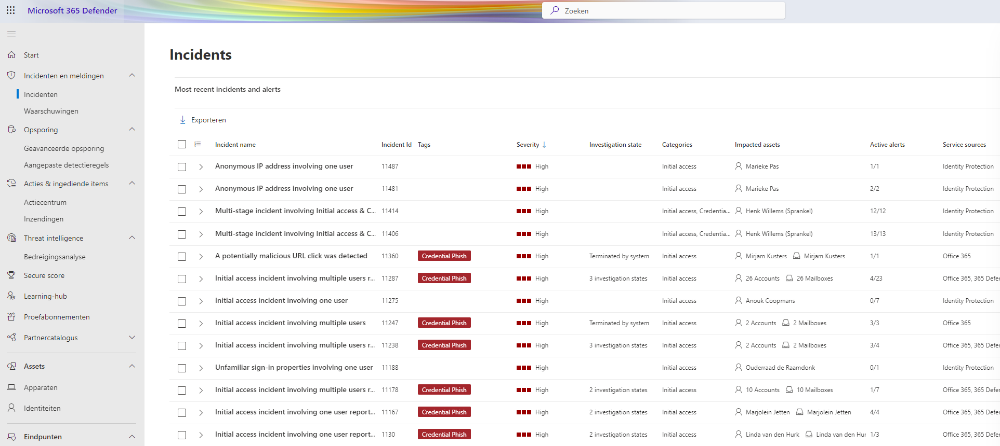 Microsoft 365 Defender
Zoeken
Start
Incidenten en meldingen
Incidenten
Waarschuwingen
Opsporing
Geavanceerde opsporing
Aangepaste detectieregels
Acties & ingediende items
Actiecentrum
Inzendingen
Threat intelligence
Bedreigingsanalyse
Secure score
Learning-hub
Proefabonnementen
Partnercatalogus
Assets
Apparaten
Identiteiten
Eindpunten
Incidents
Most recent incidents and alerts
Exporteren
Incident name Incident Id Tags Severity Investigation state Categories Impacted assets Active alerts Service sources
Anonymous IP address involving one user 11487 High Initial access Marieke Pas 1/1 Identity Protection
Anonymous IP address involving one user 11481 High Initial access Marieke Pas 2/2 Identity Protection
Multi-stage incident involving Initial access & C... 11414 High Initial access, Credentia... Henk Willems (Sprankel) 12/12 Identity Protection
Multi-stage incident involving Initial access & C... 11406 High Initial access, Credentia... Henk Willems (Sprankel) 13/13 Identity Protection
A potentially malicious URL click was detected 11360 Credential Phish High Terminated by system Initial access Mirjam Kusters Mirjam Kusters 1/1 Office 365
Initial access incident involving multiple users r... 11287 Credential Phish High 3 investigation states Initial access 26 Accounts 26 Mailboxes 4/23 Office 365, 365 Defen
Initial access incident involving one user 11275 High Initial access Anouk Coopmans 0/7 Identity Protection
Initial access incident involving multiple users 11247 Credential Phish High Terminated by system Initial access 2 Accounts 2 Mailboxes 3/3 Office 365
Initial access incident involving multiple users r... 11238 Credential Phish High 3 investigation states Initial access 2 Accounts 2 Mailboxes 3/4 Office 365, 365 Defen
Unfamiliar sign-in properties involving one user 11188 High Initial access Ouderraad de Raamdonk 0/1 Identity Protection
Initial access incident involving multiple users r... 11178 Credential Phish High 2 investigation states Initial access 10 Accounts 10 Mailboxes 1/7 Office 365, 365 Defen
Initial access incident involving one user report... 11167 Credential Phish High 2 investigation states Initial access Marjolein Jetten Marjolein Jetten 4/4 Office 365, 365 Defen
Initial access incident involving one user report... 1130 Credential Phish High 2 investigation states Initial access Linda van den Hurk Linda van den Hur 1/3 Office 365, 365 Defen